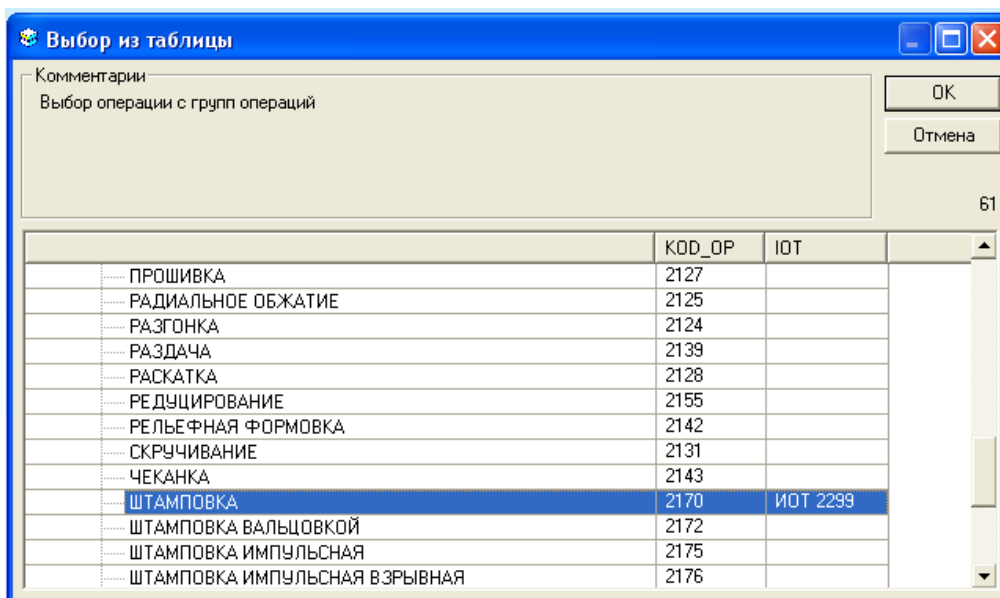 Выбор из таблицы
Комментарии
Выбор операции с групп операций
OK
Отмена
61
KOD_OP IOT
ПРОШИВКА 2127
РАДИАЛЬНОЕ ОБЖАТИЕ 2125
РАЗГОНКА 2124
РАЗДАЧА 2139
РАСКАТКА 2128
РЕДУЦИРОВАНИЕ 2155
РЕЛЬЕФНАЯ ФОРМОВКА 2142
СКРУЧИВАНИЕ 2131
ЧЕКАНКА 2143
ШТАМПОВКА 2170 ИОТ 2299
ШТАМПОВКА ВАЛЬЦОВКОЙ 2172
ШТАМПОВКА ИМПУЛЬСНАЯ 2175
ШТАМПОВКА ИМПУЛЬСНАЯ ВЗРЫВНАЯ 2176